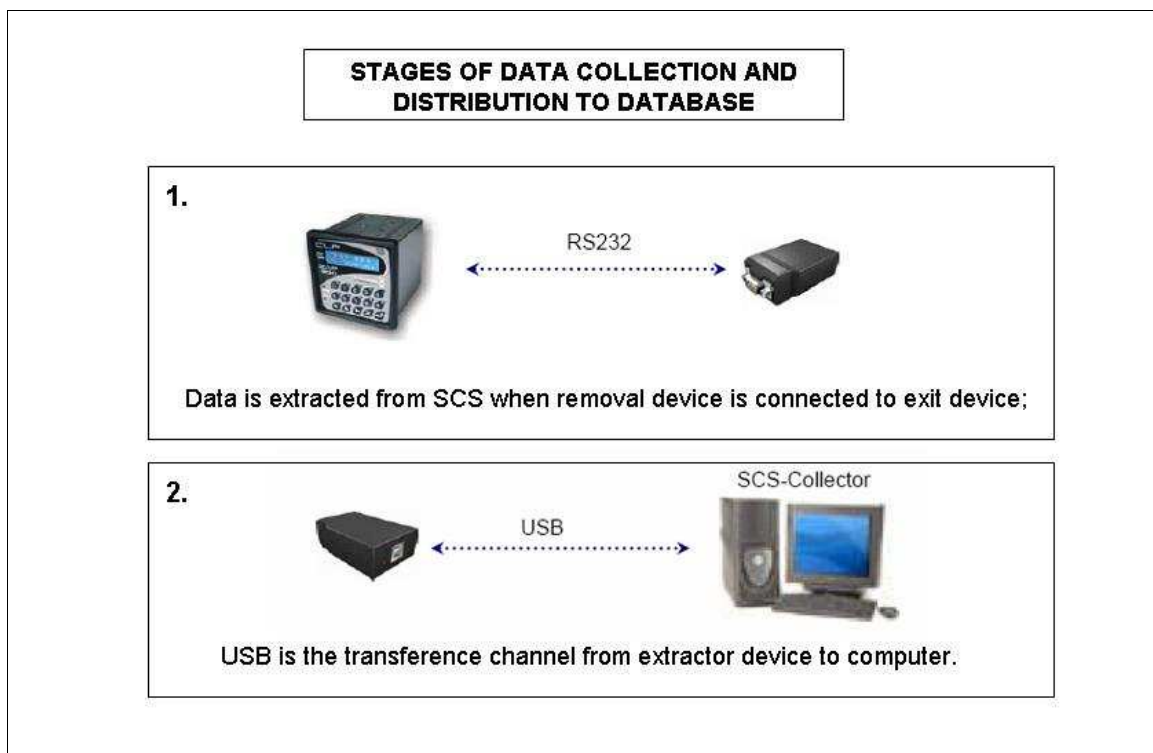 STAGES OF DATA COLLECTION AND
DISTRIBUTION TO DATABASE
1.
RS232
Data is extracted from SCS when removal device is connected to exit device;
2.
SCS-Collector
USB
USB is the transference channel from extractor device to computer.